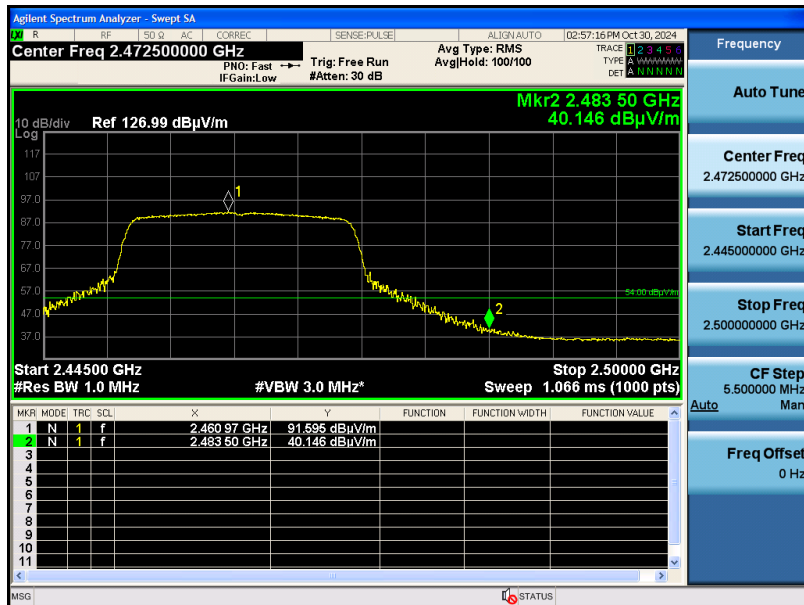 Agilent Spectrum Analyzer - Swept SA
LXI R RF 50 Ω AC CORREC SENSE:PULSE ALIGN AUTO 02:57:16 PM Oct 30, 2024
Center Freq 2.472500000 GHz
PNO: Fast
IFGain:Low
Trig: Free Run
#Atten: 30 dB
Avg Type: RMS
Avg|Hold: 100/100
TRACE 1 2 3 4 5 6
TYPE A WWWWW
DET A N N N N N
Mkr2 2.483 50 GHz
40.146 dBµV/m
10 dB/div Ref 126.99 dBµV/m
Log
117
107
97.0
87.0
77.0
67.0
57.0
47.0
37.0
1
2
54.00 dBµV/m
Start 2.44500 GHz Stop 2.50000 GHz
#Res BW 1.0 MHz #VBW 3.0 MHz* Sweep 1.066 ms (1000 pts)
MKR MODE TRC SCL X Y FUNCTION FUNCTION WIDTH FUNCTION VALUE
1 N 1 f 2.460 97 GHz 91.595 dBµV/m
2 N 1 f 2.483 50 GHz 40.146 dBµV/m
3
4
5
6
7
8
9
10
11
MSG STATUS
Frequency
Auto Tune
Center Freq
2.472500000 GHz
Start Freq
2.445000000 GHz
Stop Freq
2.500000000 GHz
CF Step
5.500000 MHz
Auto Man
Freq Offset
0 Hz